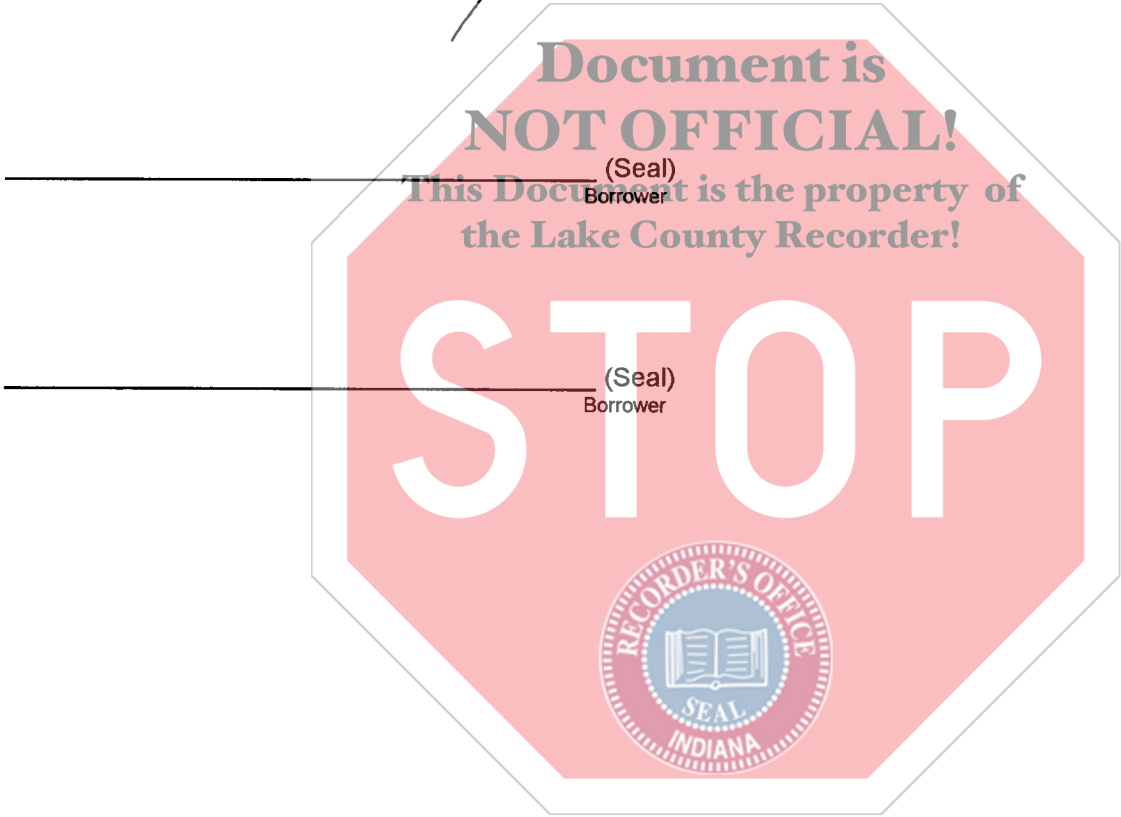 Document is
NOT OFFICIAL!
(Seal)
This Document is the property of
Borrower
the Lake County Recorder!
(Seal)
Borrower
STOP
RECORDER'S OFFICE
SEAL
INDIANA